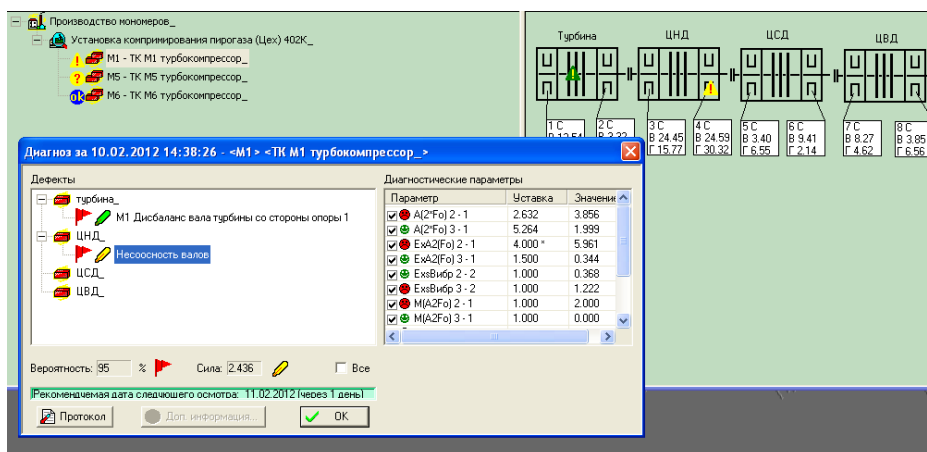 Производство мономеров_
Установка компримирования пирогаза (Цех) 402К_
М1 - ТК М1 турбокомпрессор_
М5 - ТК М5 турбокомпрессор_
ok М6 - ТК М6 турбокомпрессор_
Турбина ЦНД ЦСД ЦВД
1 С 2 С 3 С 4 С 5 С 6 С 7 С 8 С
В 12.54 В 3.32 В 24.45 В 24.59 В 3.40 В 9.41 В 8.27 В 3.85
Г 15.77 Г 30.32 Г 6.55 Г 2.14 Г 4.62 Г 6.56
Диагноз за 10.02.2012 14:38:26 - <М1> <ТК М1 турбокомпрессор_>
Дефекты
турбина_
М1 Дисбаланс вала турбины со стороны опоры 1
ЦНД_
Несоосность валов
ЦСД_
ЦВД_
Диагностические параметры
Параметр Уставка Значение
A(2*Fo) 2 - 1 2.632 3.856
A(2*Fo) 3 - 1 5.264 1.999
ExA2(Fo) 2 - 1 4.000 * 5.961
ExA2(Fo) 3 - 1 1.500 0.344
ExsВибр 2 - 2 1.000 0.368
ExsВибр 3 - 2 1.000 1.222
M(A2Fo) 2 - 1 1.000 2.000
M(A2Fo) 3 - 1 1.000 0.000
Вероятность: 95 % Сила: 2.436 Все
Рекомендуемая дата следующего осмотра: 11.02.2012 (через 1 день)
Протокол Доп. информация... OK